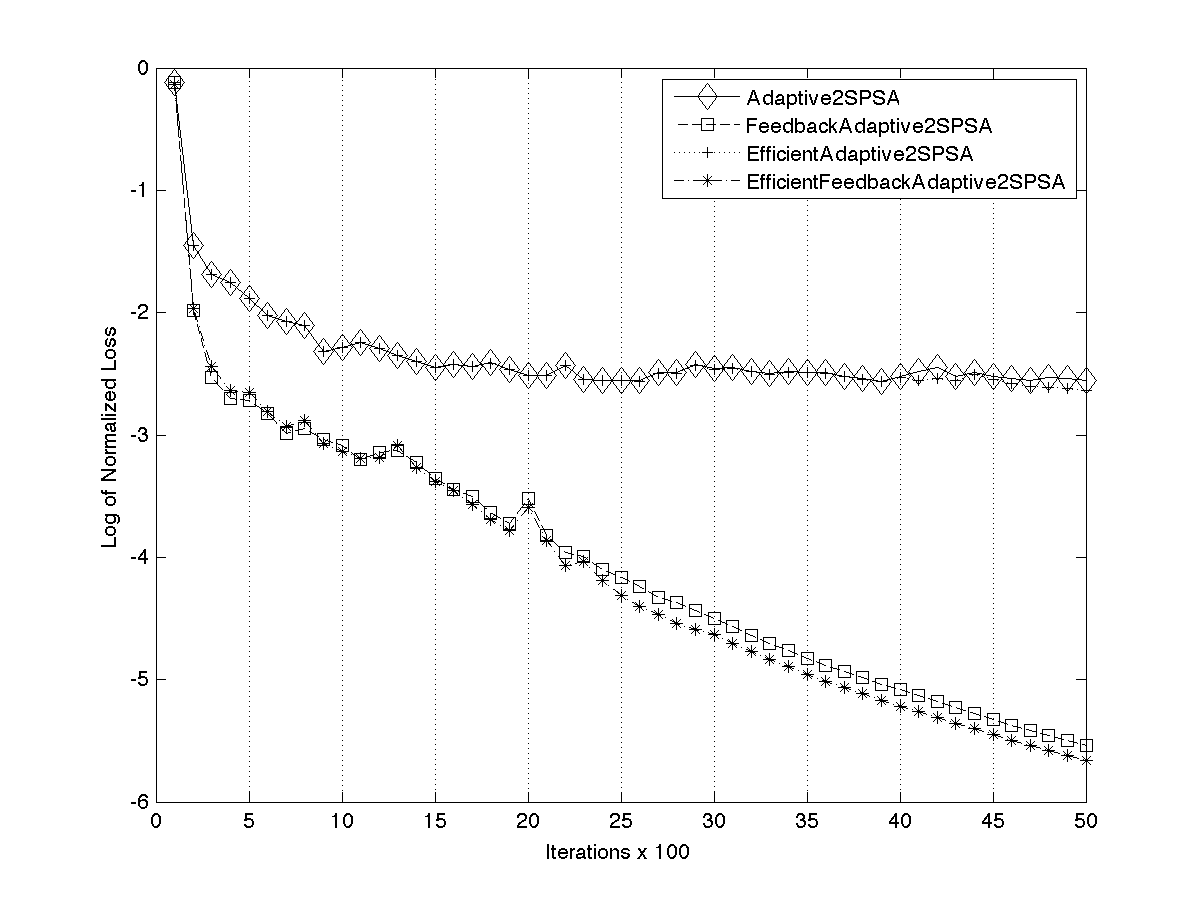 Adaptive2SPSA
FeedbackAdaptive2SPSA
EfficientAdaptive2SPSA
EfficientFeedbackAdaptive2SPSA
Log of Normalized Loss
0
-1
-2
-3
-4
-5
-6
0 5 10 15 20 25 30 35 40 45 50
Iterations x 100